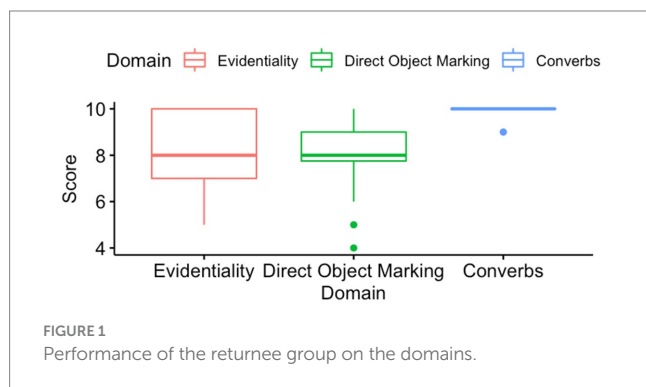 Domain Evidentiality Direct Object Marking Converbs
10
8
6
4
Score
Evidentiality Direct Object Marking Converbs
Domain
FIGURE 1
Performance of the returnee group on the domains.